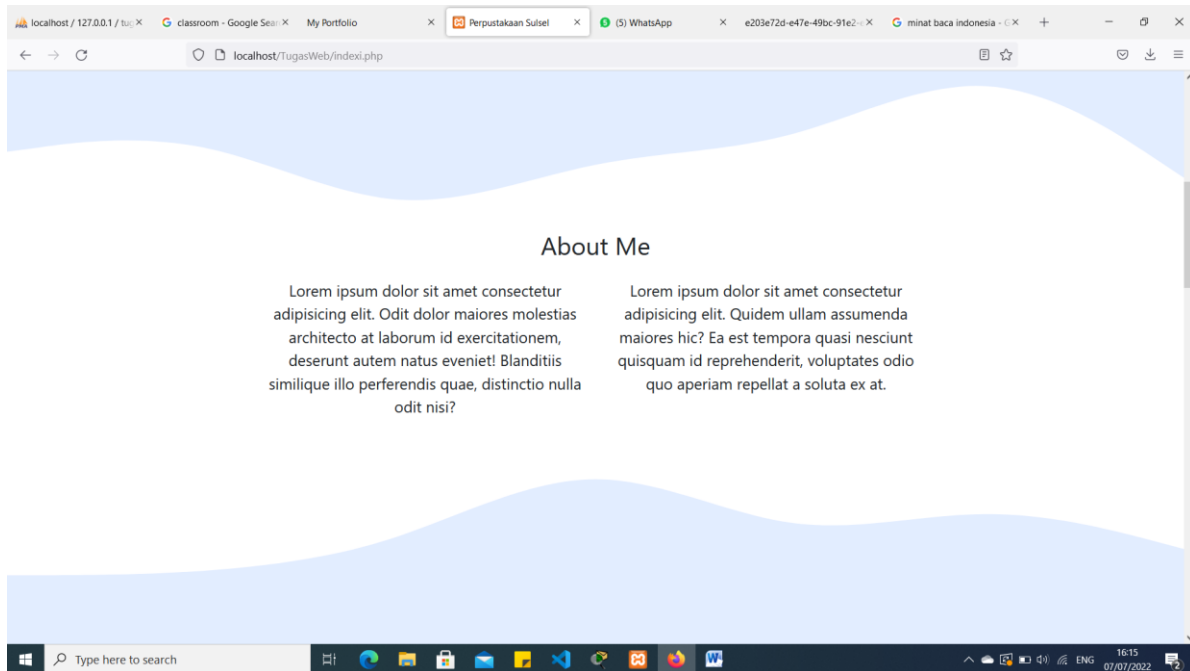 localhost / 127.0.0.1 / tug
classroom - Google Sear
My Portfolio
Perpustakaan Sulsel
(5) WhatsApp
e203e72d-e47e-49bc-91e2-
minat baca indonesia - G
localhost/TugasWeb/indexi.php
About Me
Lorem ipsum dolor sit amet consectetur
adipisicing elit. Odit dolor maiores molestias
architecto at laborum id exercitationem,
deserunt autem natus eveniet! Blanditiis
similique illo perferendis quae, distinctio nulla
odit nisi?
Lorem ipsum dolor sit amet consectetur
adipisicing elit. Quidem ullam assumenda
maiores hic? Ea est tempora quasi nesciunt
quisquam id reprehenderit, voluptates odio
quo aperiam repellat a soluta ex at.
Type here to search
ENG
16:15
07/07/2022
2